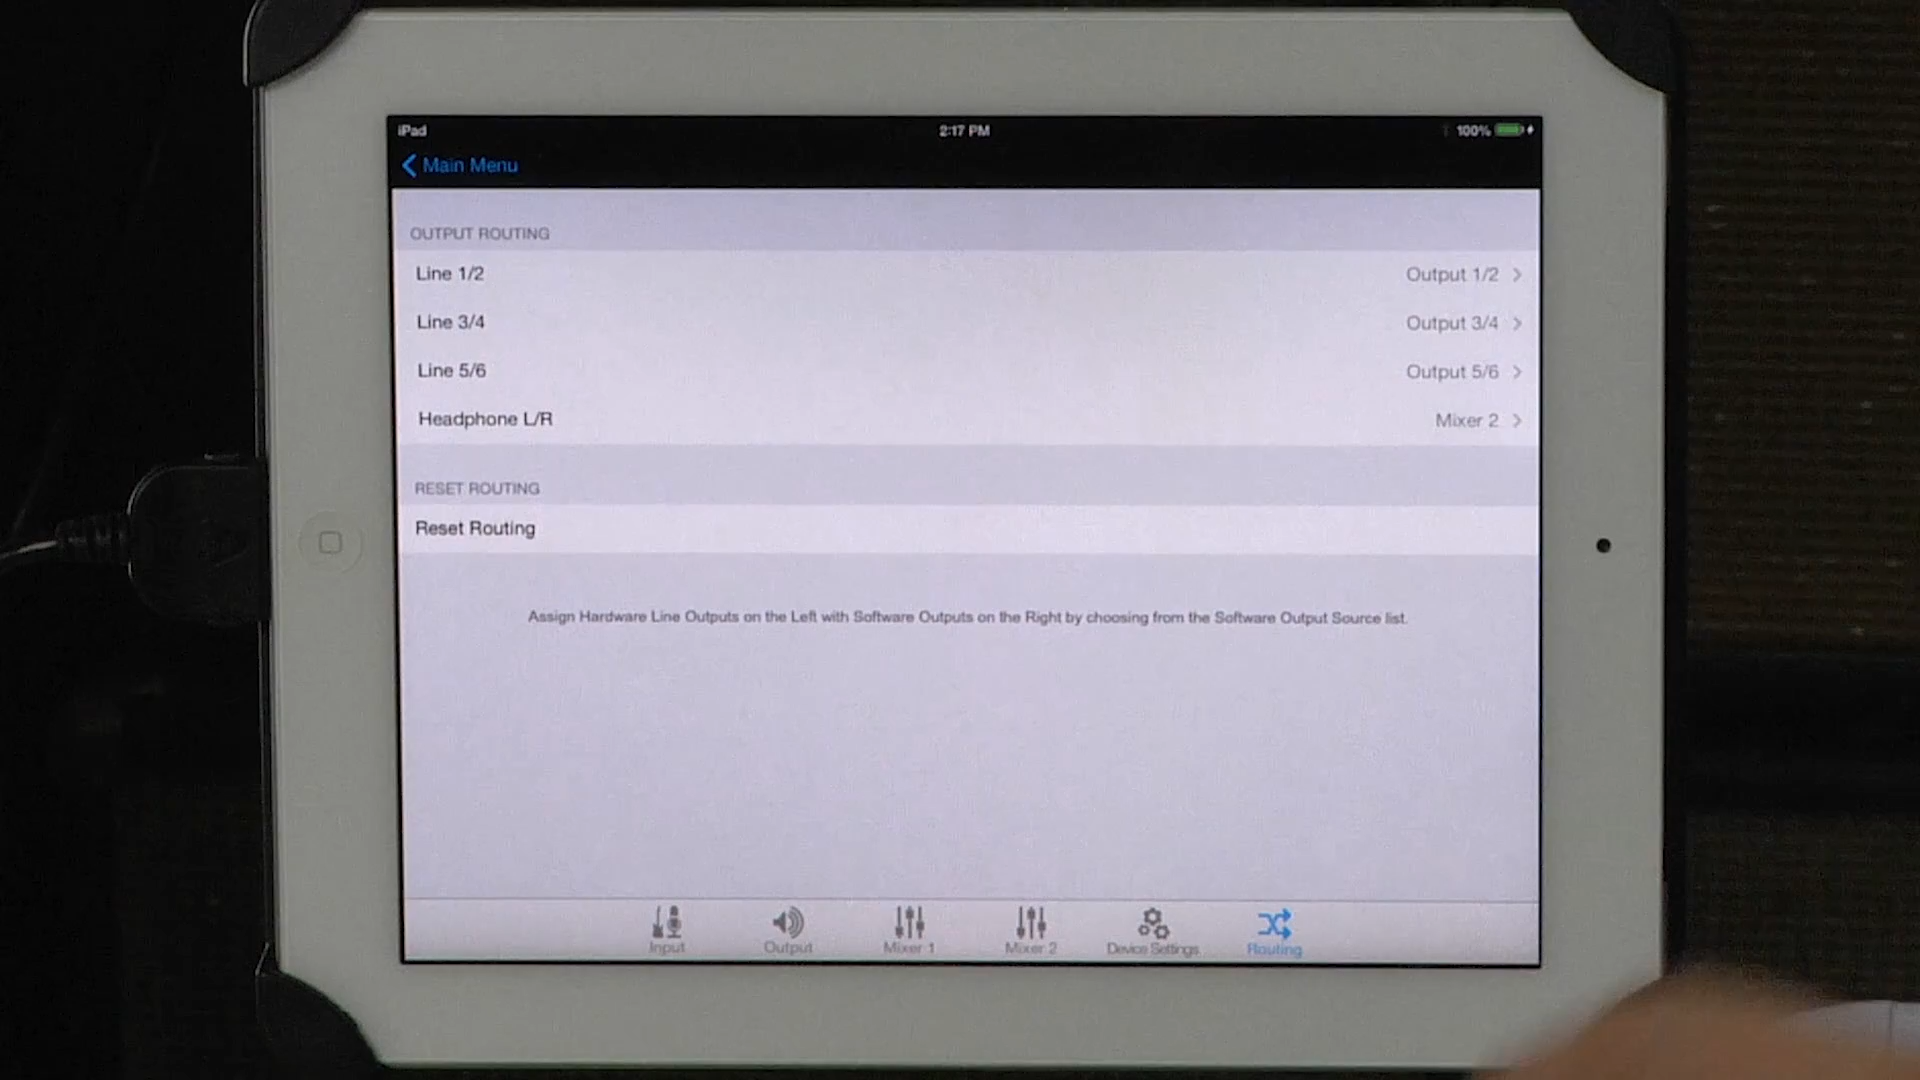 iPad 2:17 PM 100%
Main Menu
OUTPUT ROUTING
Line 1/2 Output 1/2
Line 3/4 Output 3/4
Line 5/6 Output 5/6
Headphone L/R Mixer 2
RESET ROUTING
Reset Routing
Assign Hardware Line Outputs on the Left with Software Outputs on the Right by choosing from the Software Output Source list.
Input Output Mixer 1 Mixer 2 Device Settings Routing